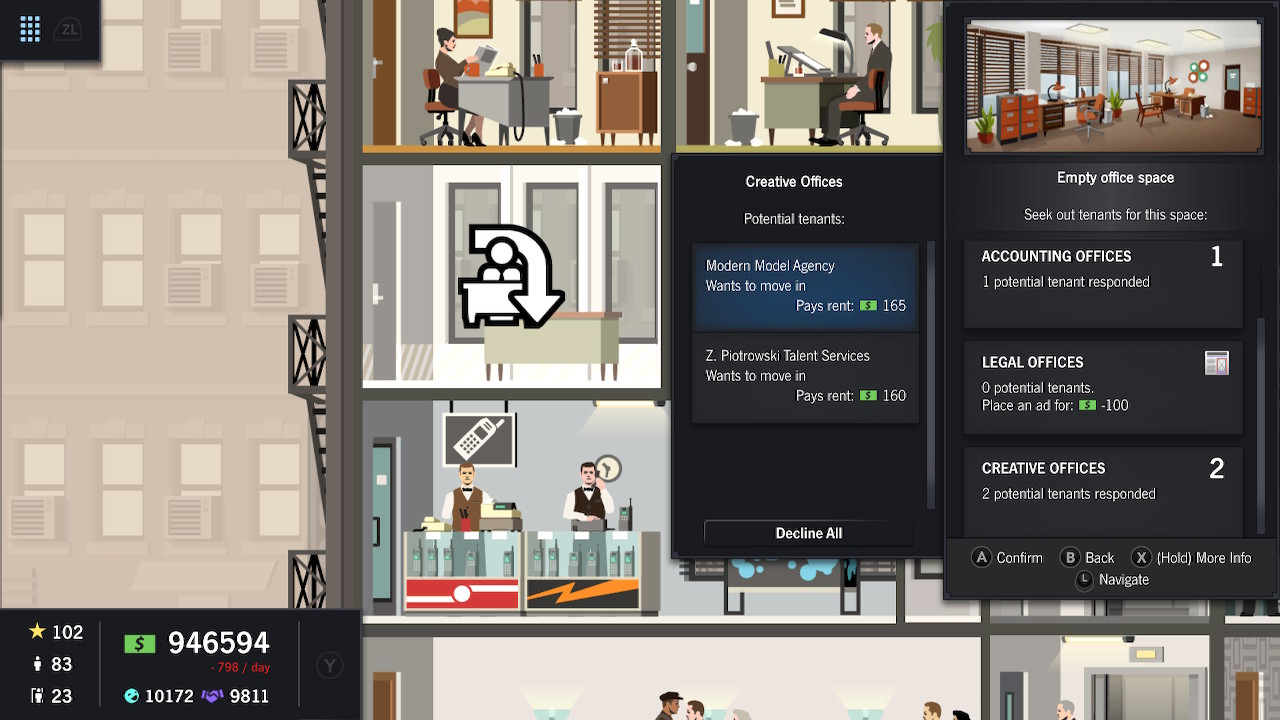 ZL
Empty office space
Seek out tenants for this space:
ACCOUNTING OFFICES 1
1 potential tenant responded
LEGAL OFFICES
0 potential tenants.
Place an ad for: $ -100
CREATIVE OFFICES 2
2 potential tenants responded
A Confirm B Back X (Hold) More Info
L Navigate
Creative Offices
Potential tenants:
Modern Model Agency
Wants to move in
Pays rent: $ 165
Z. Piotrowski Talent Services
Wants to move in
Pays rent: $ 160
Decline All
102
83
23
$ 946594
-798 / day
10172 9811
Y